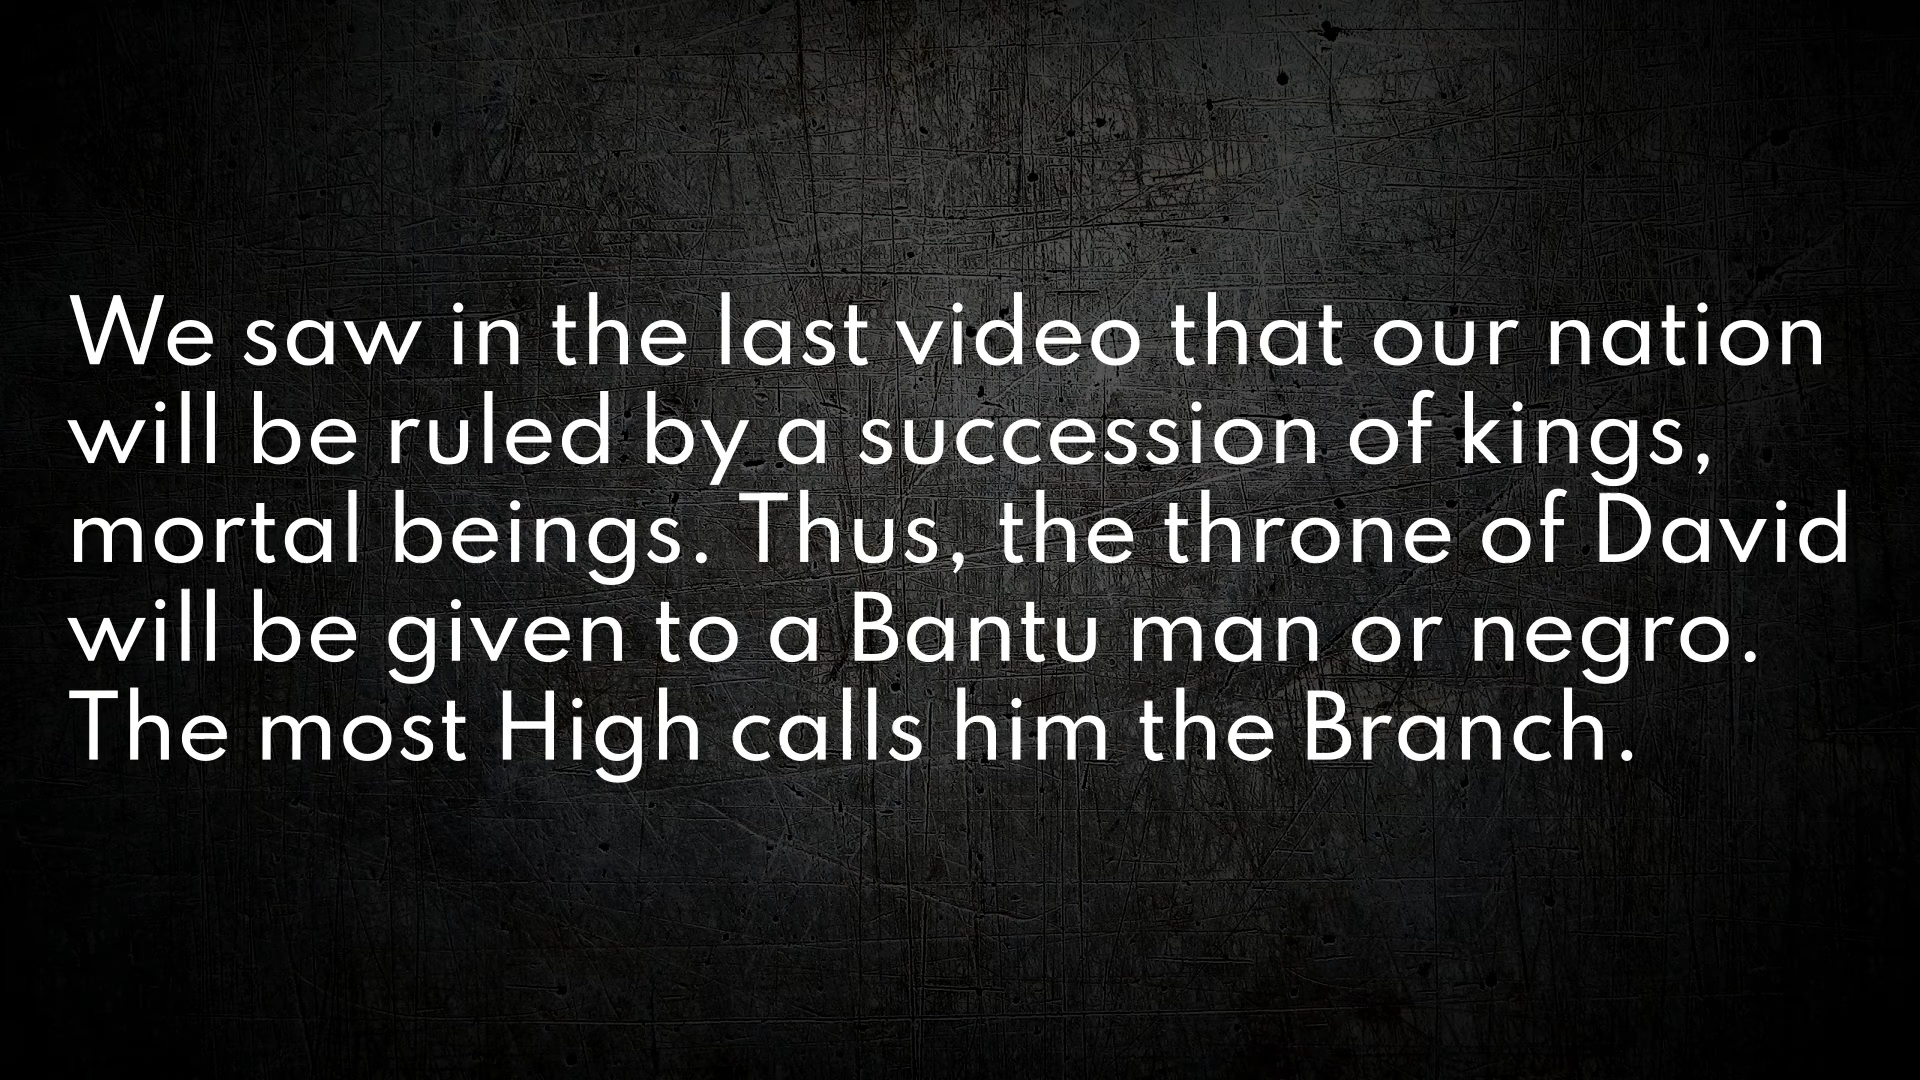 We saw in the last video that our nation
will be ruled by a succession of kings,
mortal beings. Thus, the throne of David
will be given to a Bantu man or negro.
The most High calls him the Branch.